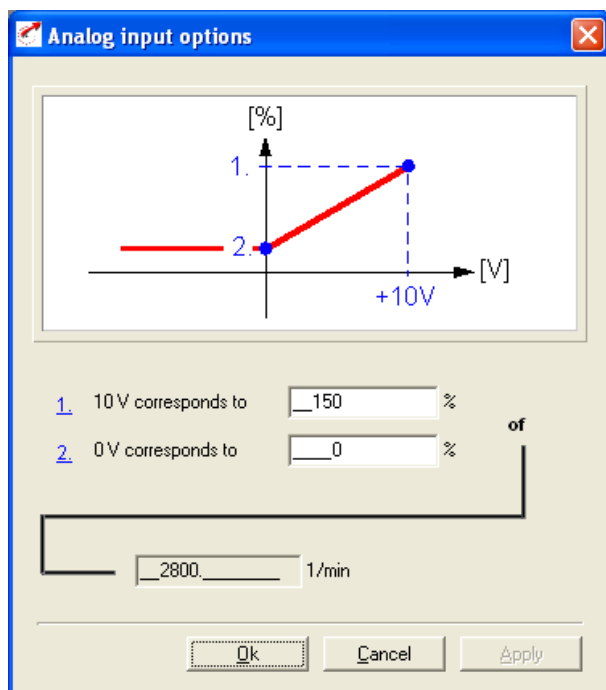 Analog input options
[%]
1.
2.
[V]
+10V
1. 10 V corresponds to __150 %
of
2. 0 V corresponds to ____0 %
__2800.______ 1/min
Ok Cancel Apply